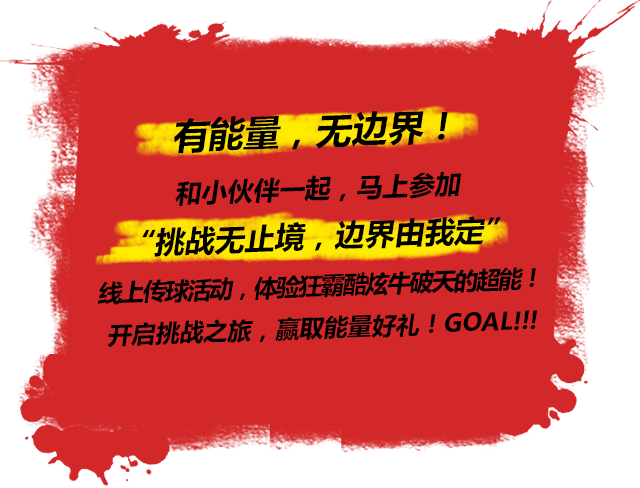 有能量，无边界！
和小伙伴一起，马上参加
“挑战无止境，边界由我定”
线上传球活动，体验狂霸酷炫牛破天的超能！
开启挑战之旅，赢取能量好礼！GOAL!!!